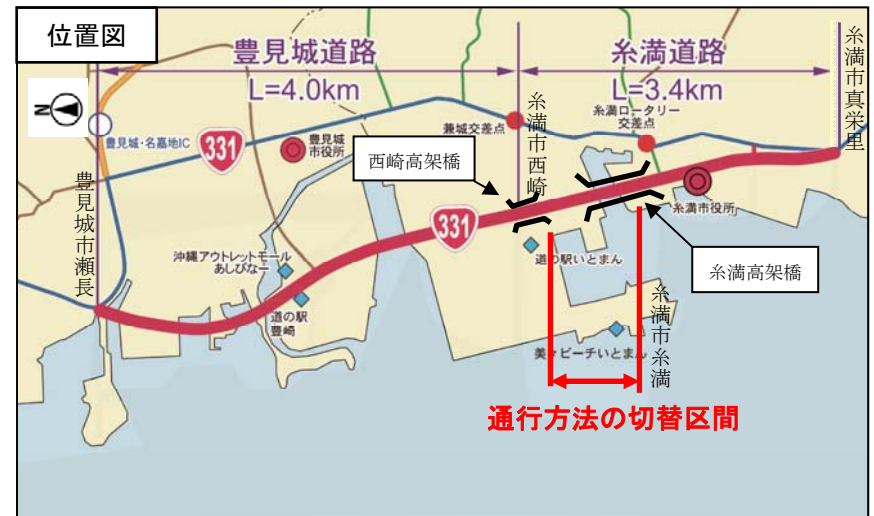 位置図
豊見城道路
L=4.0km
糸満道路
L=3.4km
糸満市真栄里
N
豊見城・名嘉地IC
331
豊見城
市役所
兼城交差点
糸満市西崎
糸満ロータリー
交差点
西崎高架橋
豊見城市瀬長
331
糸満市役所
沖縄アウトレットモール
あしびなー
道の駅いとまん
糸満高架橋
道の駅
豊崎
糸満市糸満
美々ビーチいとまん
通行方法の切替区間